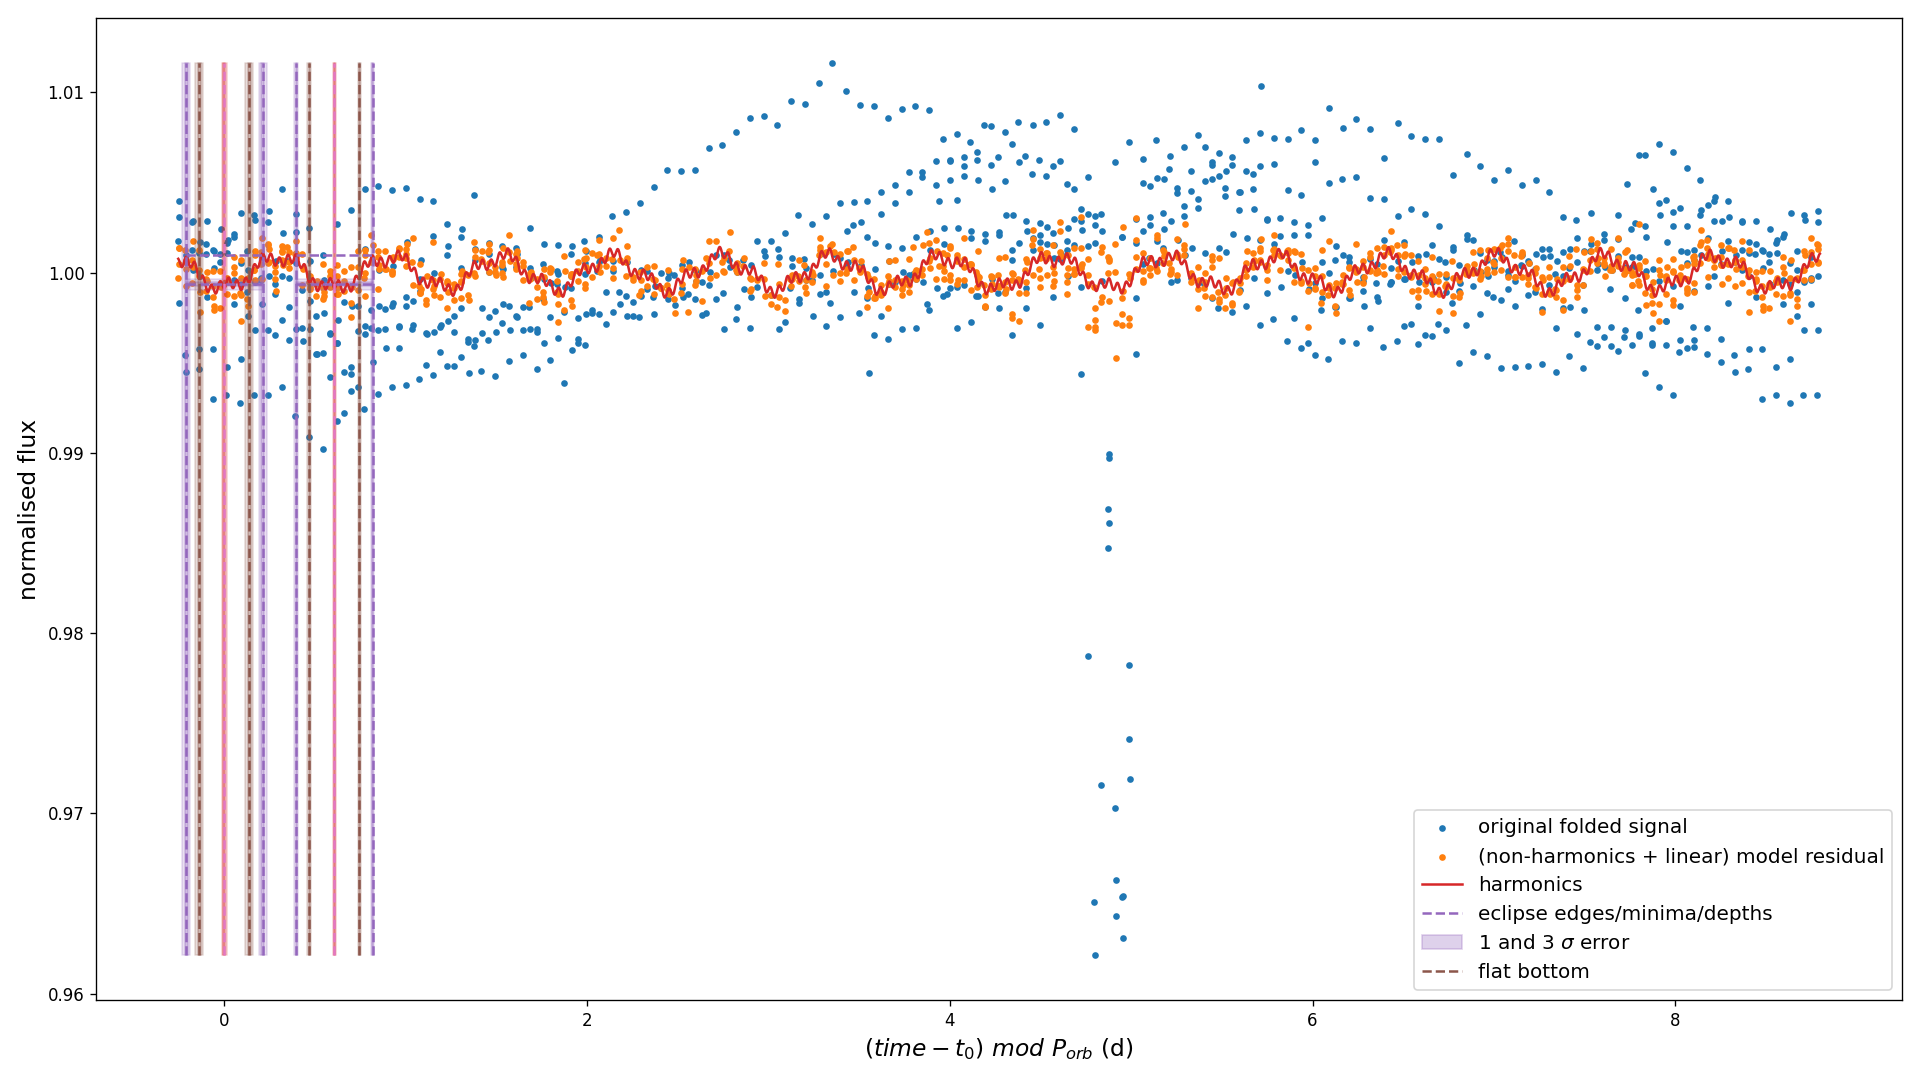 1.01
1.00
0.99
0.98
0.97
0.96
normalised flux
0 2 4 6 8
(time − t₀) mod P_orb (d)
original folded signal
(non-harmonics + linear) model residual
harmonics
eclipse edges/minima/depths
1 and 3 σ error
flat bottom